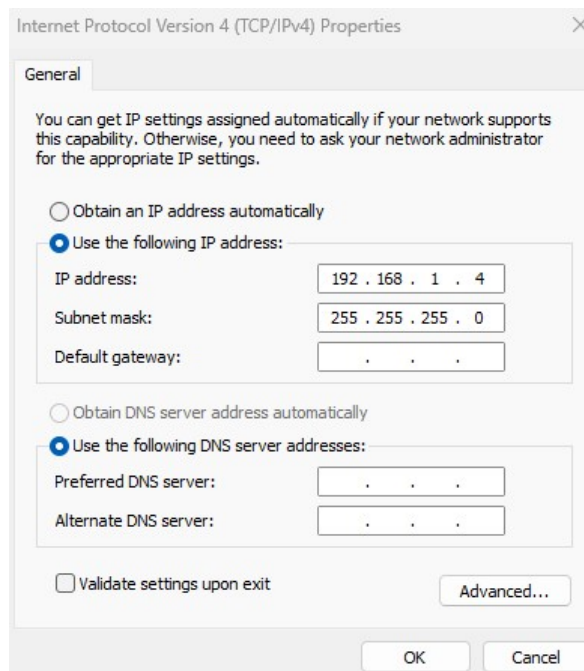 Internet Protocol Version 4 (TCP/IPv4) Properties
General
You can get IP settings assigned automatically if your network supports
this capability. Otherwise, you need to ask your network administrator
for the appropriate IP settings.
Obtain an IP address automatically
Use the following IP address:
IP address: 192 . 168 . 1 . 4
Subnet mask: 255 . 255 . 255 . 0
Default gateway: . . .
Obtain DNS server address automatically
Use the following DNS server addresses:
Preferred DNS server: . . .
Alternate DNS server: . . .
Validate settings upon exit
Advanced...
OK Cancel